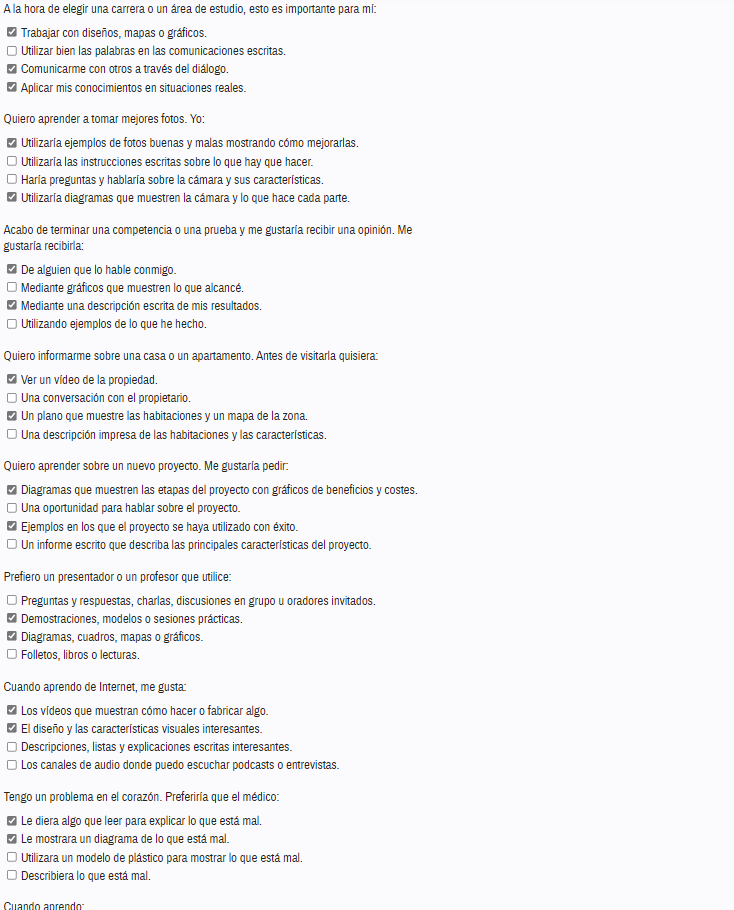 A la hora de elegir una carrera o un área de estudio, esto es importante para mí:
Trabajar con diseños, mapas o gráficos.
Utilizar bien las palabras en las comunicaciones escritas.
Comunicarme con otros a través del diálogo.
Aplicar mis conocimientos en situaciones reales.
Quiero aprender a tomar mejores fotos. Yo:
Utilizaría ejemplos de fotos buenas y malas mostrando cómo mejorarlas.
Utilizaría las instrucciones escritas sobre lo que hay que hacer.
Haría preguntas y hablaría sobre la cámara y sus características.
Utilizaría diagramas que muestren la cámara y lo que hace cada parte.
Acabo de terminar una competencia o una prueba y me gustaría recibir una opinión. Me
gustaría recibirla:
De alguien que lo hable conmigo.
Mediante gráficos que muestren lo que alcancé.
Mediante una descripción escrita de mis resultados.
Utilizando ejemplos de lo que he hecho.
Quiero informarme sobre una casa o un apartamento. Antes de visitarla quisiera:
Ver un vídeo de la propiedad.
Una conversación con el propietario.
Un plano que muestre las habitaciones y un mapa de la zona.
Una descripción impresa de las habitaciones y las características.
Quiero aprender sobre un nuevo proyecto. Me gustaría pedir:
Diagramas que muestren las etapas del proyecto con gráficos de beneficios y costes.
Una oportunidad para hablar sobre el proyecto.
Ejemplos en los que el proyecto se haya utilizado con éxito.
Un informe escrito que describa las principales características del proyecto.
Prefiero un presentador o un profesor que utilice:
Preguntas y respuestas, charlas, discusiones en grupo u oradores invitados.
Demostraciones, modelos o sesiones prácticas.
Diagramas, cuadros, mapas o gráficos.
Folletos, libros o lecturas.
Cuando aprendo de Internet, me gusta:
Los vídeos que muestran cómo hacer o fabricar algo.
El diseño y las características visuales interesantes.
Descripciones, listas y explicaciones escritas interesantes.
Los canales de audio donde puedo escuchar podcasts o entrevistas.
Tengo un problema en el corazón. Preferiría que el médico:
Le diera algo que leer para explicar lo que está mal.
Le mostrara un diagrama de lo que está mal.
Utilizara un modelo de plástico para mostrar lo que está mal.
Describiera lo que está mal.
Cuando aprendo: